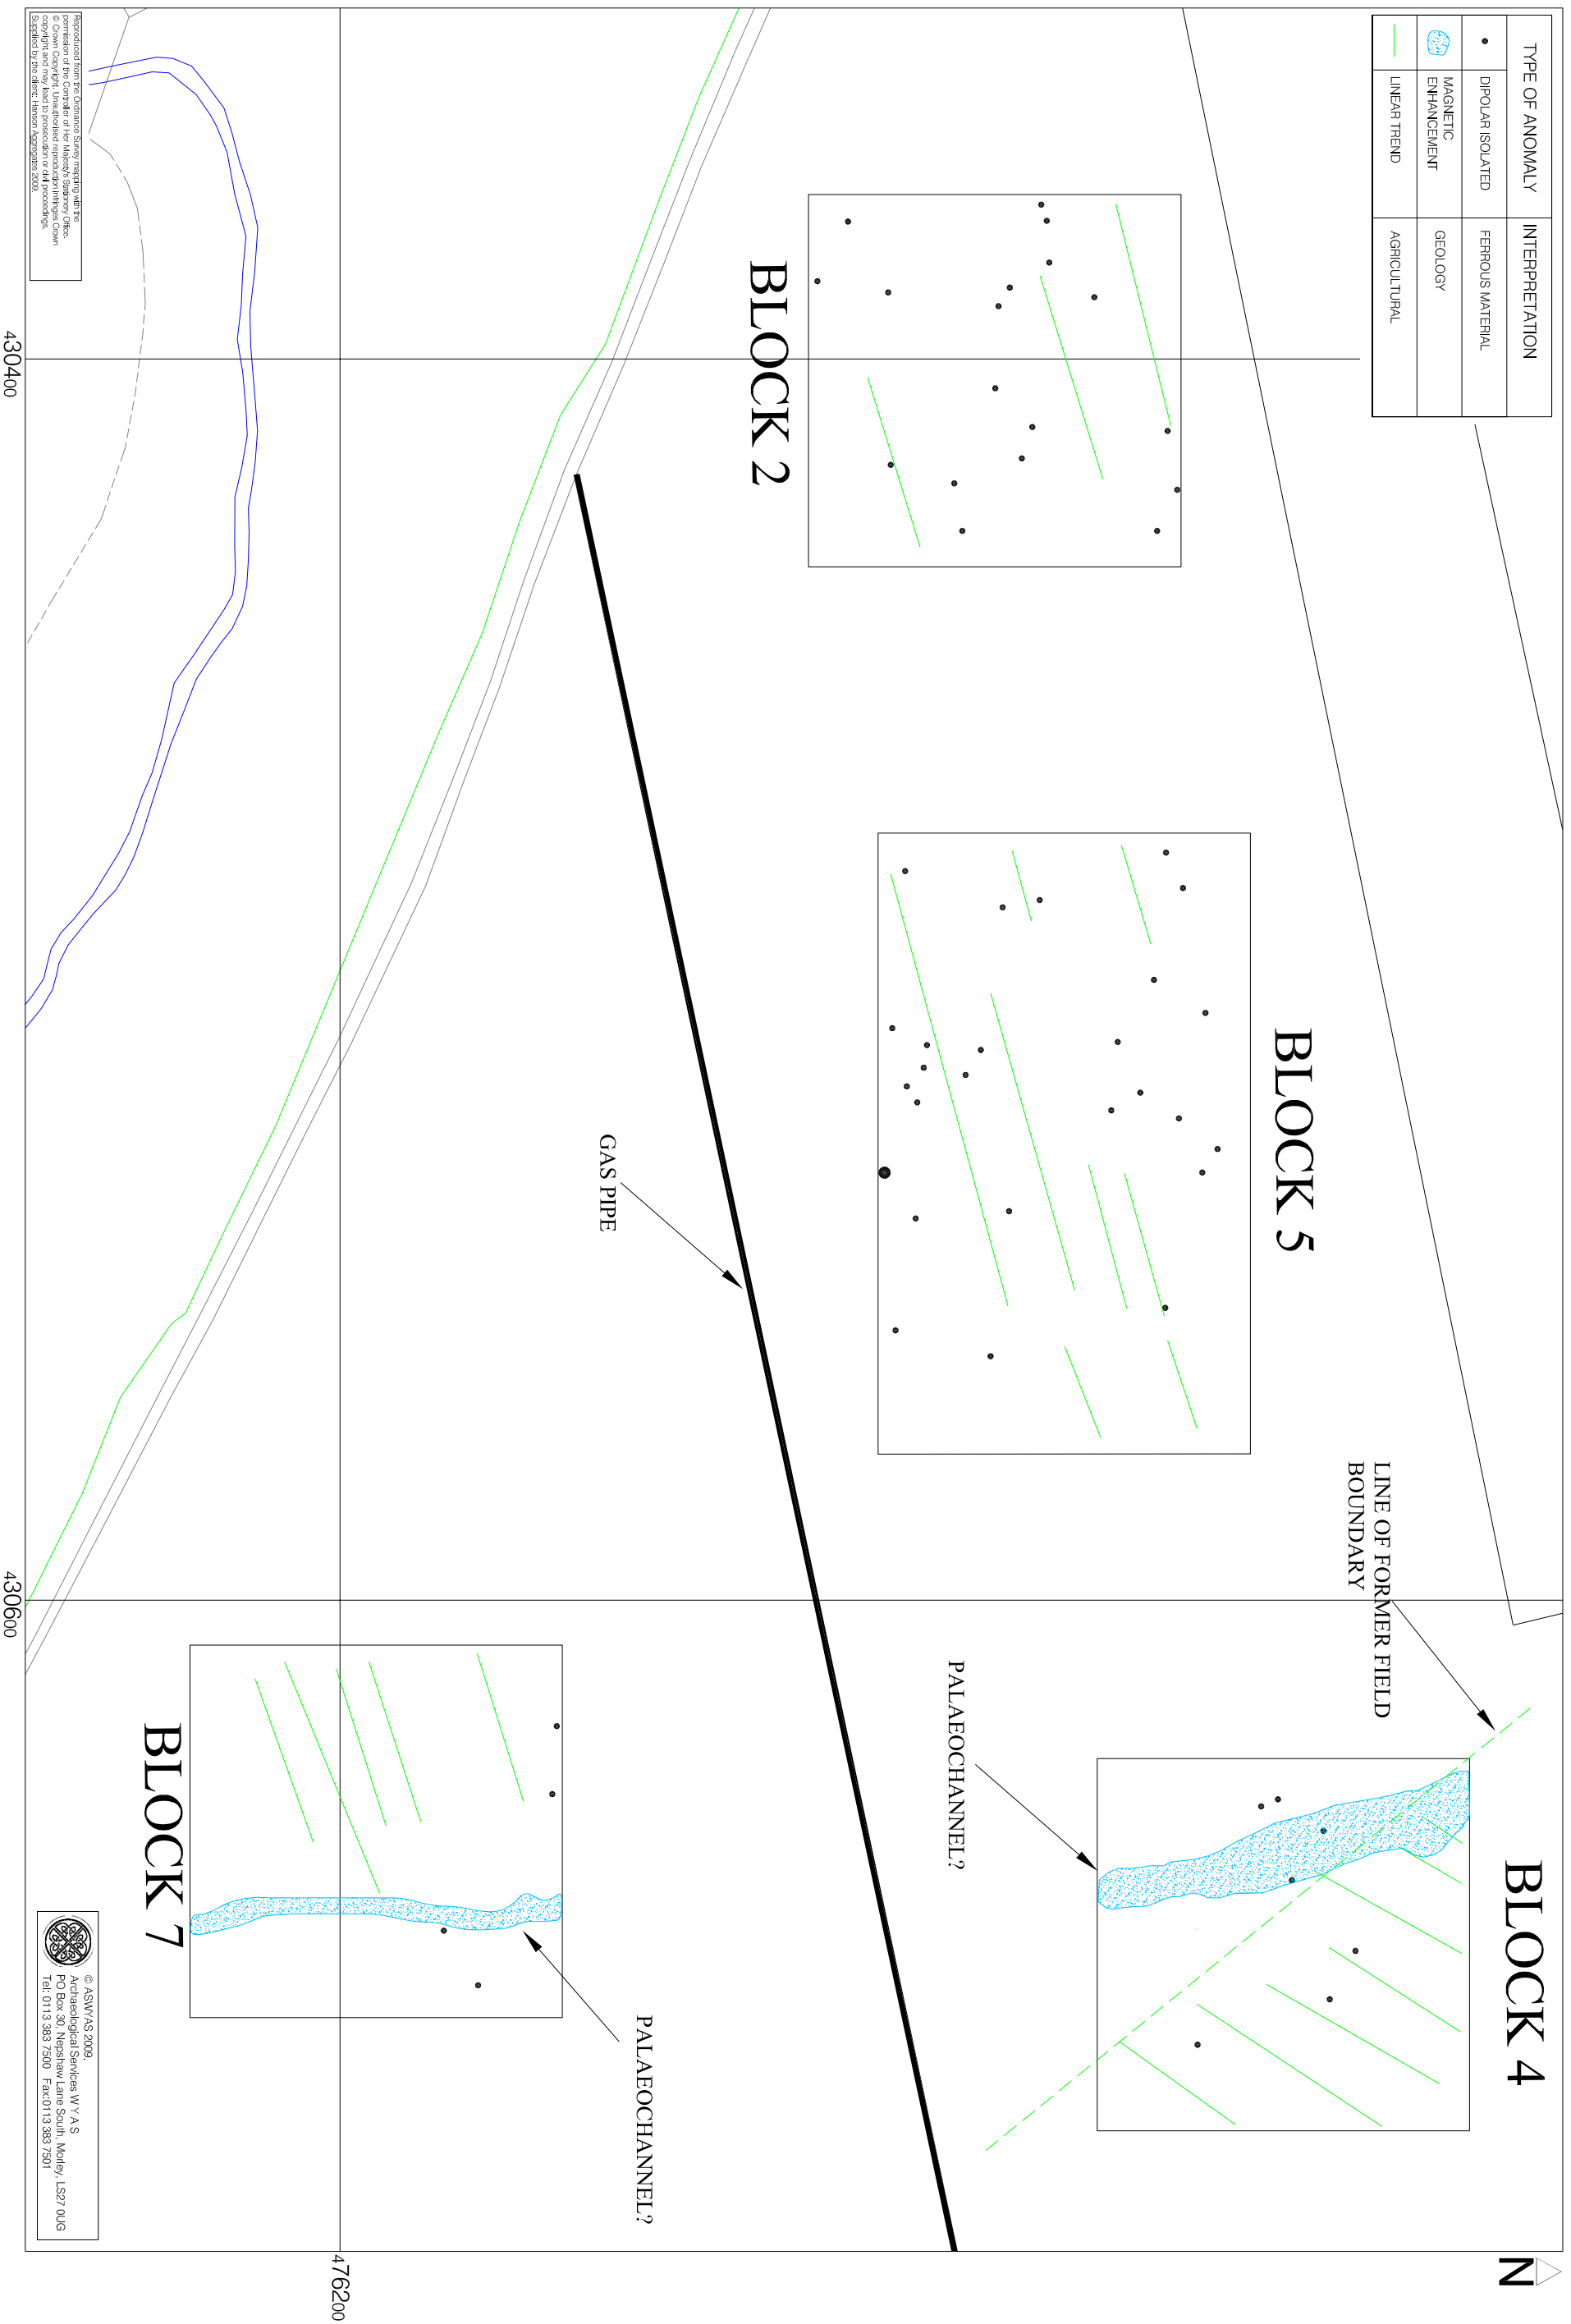 TYPE OF ANOMALY INTERPRETATION
DIPOLAR ISOLATED FERROUS MATERIAL
MAGNETIC
ENHANCEMENT
GEOLOGY
LINEAR TREND AGRICULTURAL
N
BLOCK 4
LINE OF FORMER FIELD
BOUNDARY
BLOCK 5
PALAEOCHANNEL?
BLOCK 2
GAS PIPE
PALAEOCHANNEL?
BLOCK 7
476200
430400
430600
Reproduced from the Ordnance Survey mapping with the
permission of the Controller of Her Majesty's Stationery Office.
© Crown Copyright. Unauthorised reproduction infringes Crown
copyright and may lead to prosecution or civil proceedings.
Supplied by the client: Hanson Aggregates 2009.
© ASWYAS 2009.
Archaeological Services W Y A S
PO Box 30, Nepshaw Lane South, Morley, LS27 0UG
Tel: 0113 383 7500 Fax:0113 383 7501